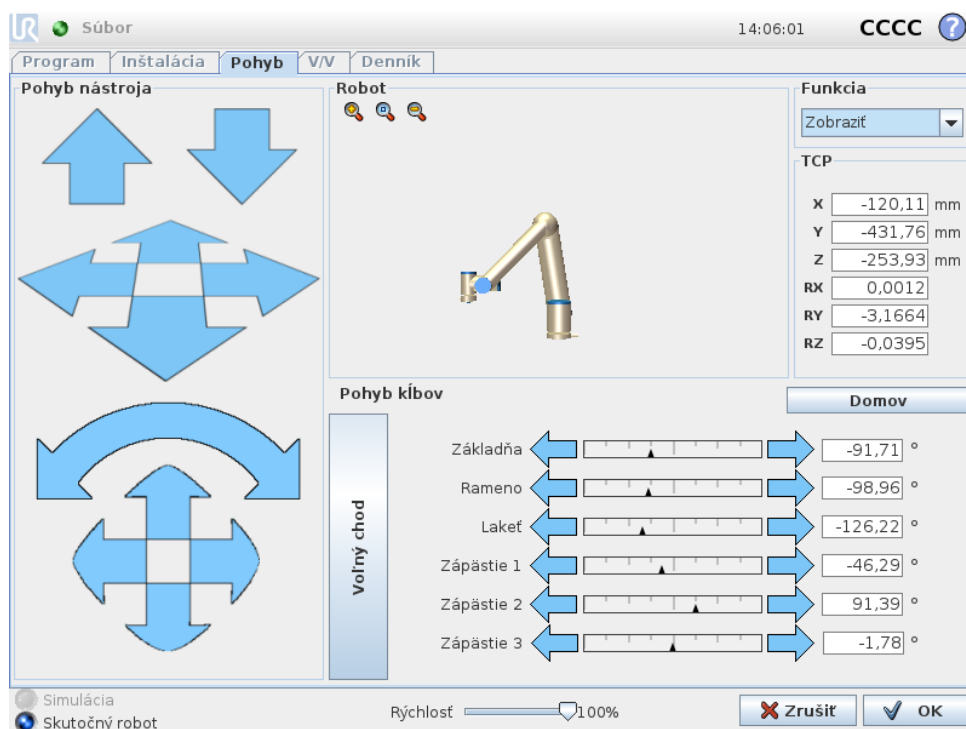 UR Súbor 14:06:01 CCCC ?
Program Inštalácia Pohyb V/V Denník
Pohyb nástroja
Robot
Funkcia
Zobraziť
TCP
X -120,11 mm
Y -431,76 mm
Z -253,93 mm
RX 0,0012
RY -3,1664
RZ -0,0395
Pohyb kĺbov
Domov
Voľný chod
Základňa -91,71 °
Rameno -98,96 °
Lakeť -126,22 °
Zápästie 1 -46,29 °
Zápästie 2 91,39 °
Zápästie 3 -1,78 °
Simulácia
Skutočný robot
Rýchlosť 100%
Zrušiť
OK